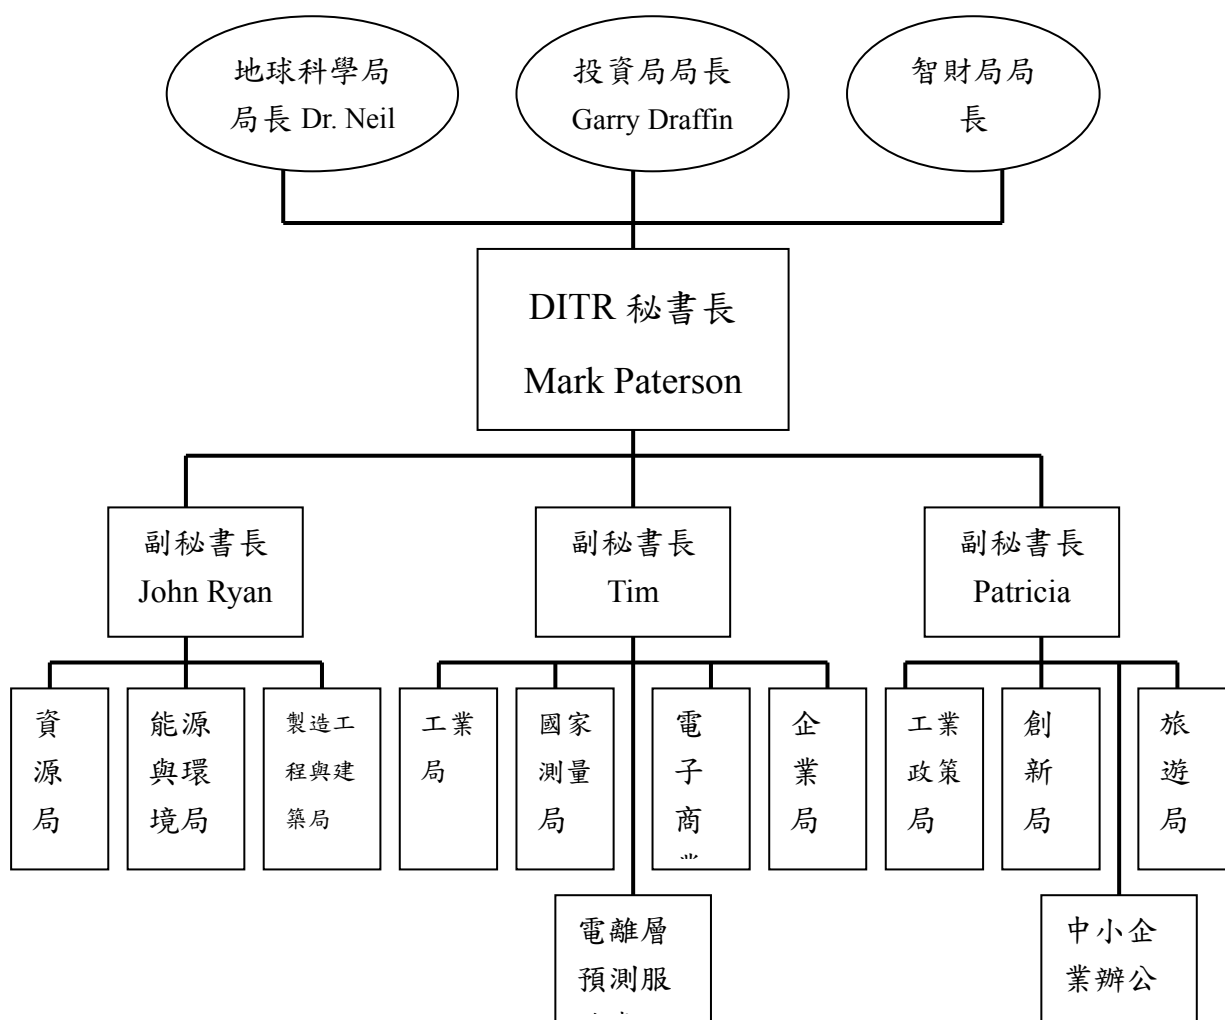 地球科學局
局長 Dr. Neil
投資局局長
Garry Draffin
智財局局
長
DITR 秘書長
Mark Paterson
副秘書長
John Ryan
副秘書長
Tim
副秘書長
Patricia
資
源
局
能源
與環
境局
製造工
程與建
築局
工業
局
國家
測量
局
電
子
商
企
業
局
工業
政策
局
創
新
局
旅
遊
局
電離層
預測服
中小企
業辦公